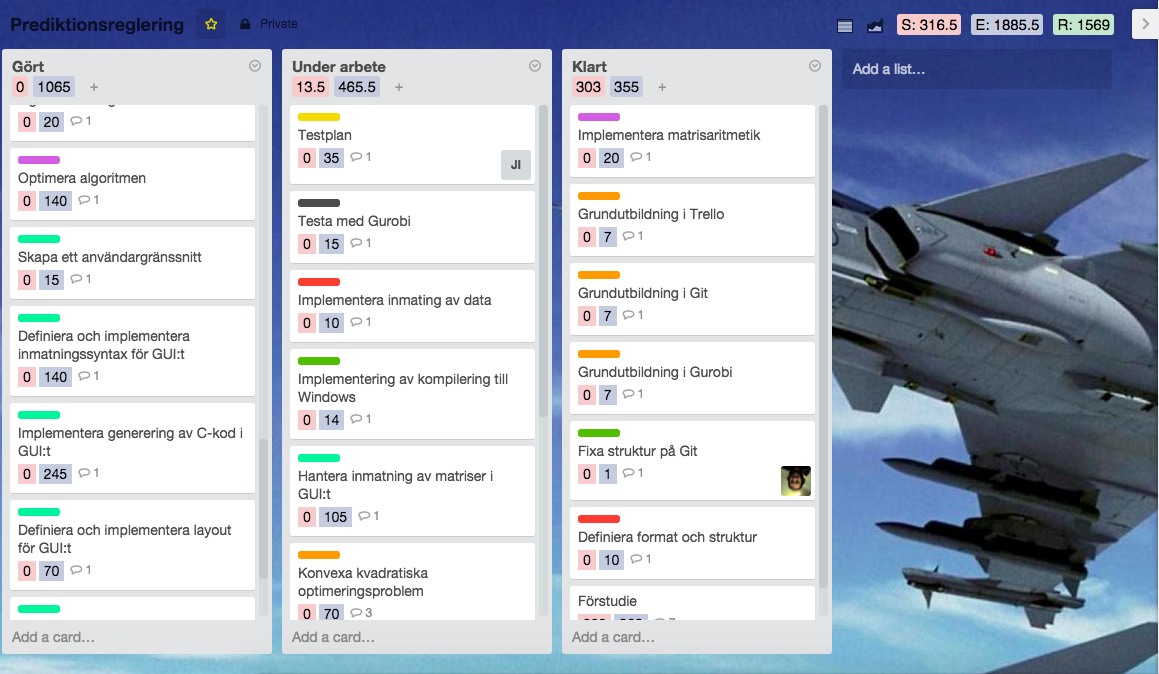 Prediktionsreglering
Private
S: 316.5
E: 1885.5
R: 1569
Gört
0 1065 +
0 20 1
Optimera algoritmen
0 140 1
Skapa ett användargränssnitt
0 15 1
Definiera och implementera
inmatningssyntax för GUI:t
0 140 1
Implementera generering av C-kod i
GUI:t
0 245 1
Definiera och implementera layout
för GUI:t
0 70 1
Add a card…
Under arbete
13.5 465.5 +
Testplan
0 35 1
JI
Testa med Gurobi
0 15 1
Implementera inmating av data
0 10 1
Implementering av kompilering till
Windows
0 14 1
Hantera inmatning av matriser i
GUI:t
0 105 1
Konvexa kvadratiska
optimeringsproblem
0 70 3
Add a card…
Klart
303 355 +
Implementera matrisaritmetik
0 20 1
Grundutbildning i Trello
0 7 1
Grundutbildning i Git
0 7 1
Grundutbildning i Gurobi
0 7 1
Fixa struktur på Git
0 1 1
Definiera format och struktur
0 10 1
Förstudie
Add a card…
Add a list…